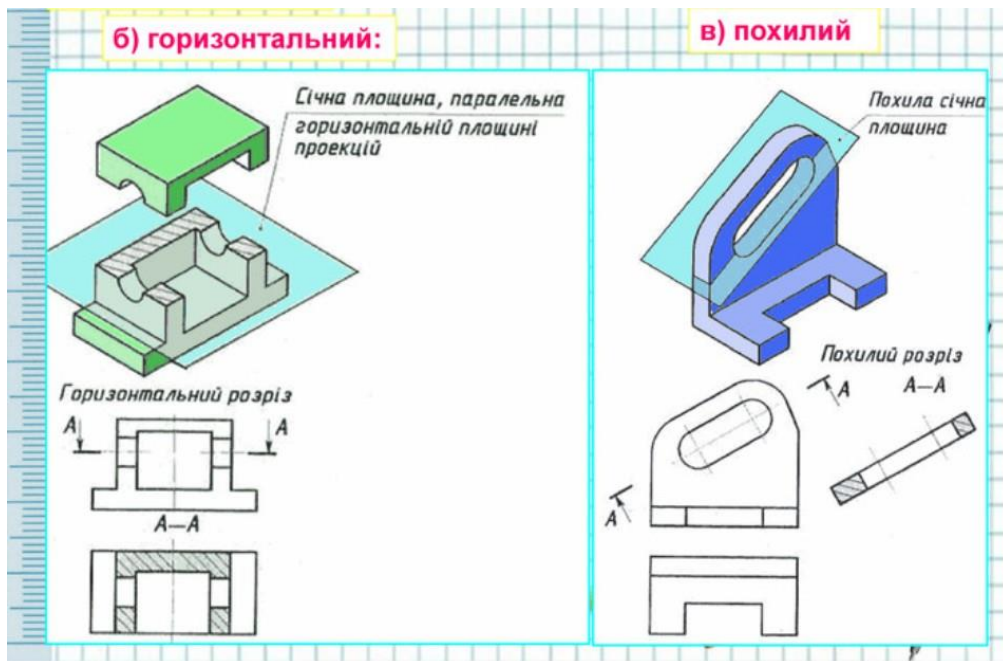 б) горизонтальний:
Січна площина, паралельна
горизонтальній площині
проекцій
Горизонтальний розріз
А А
А—А
в) похилий
Похила січна
площина
Похилий розріз
А А—А
А